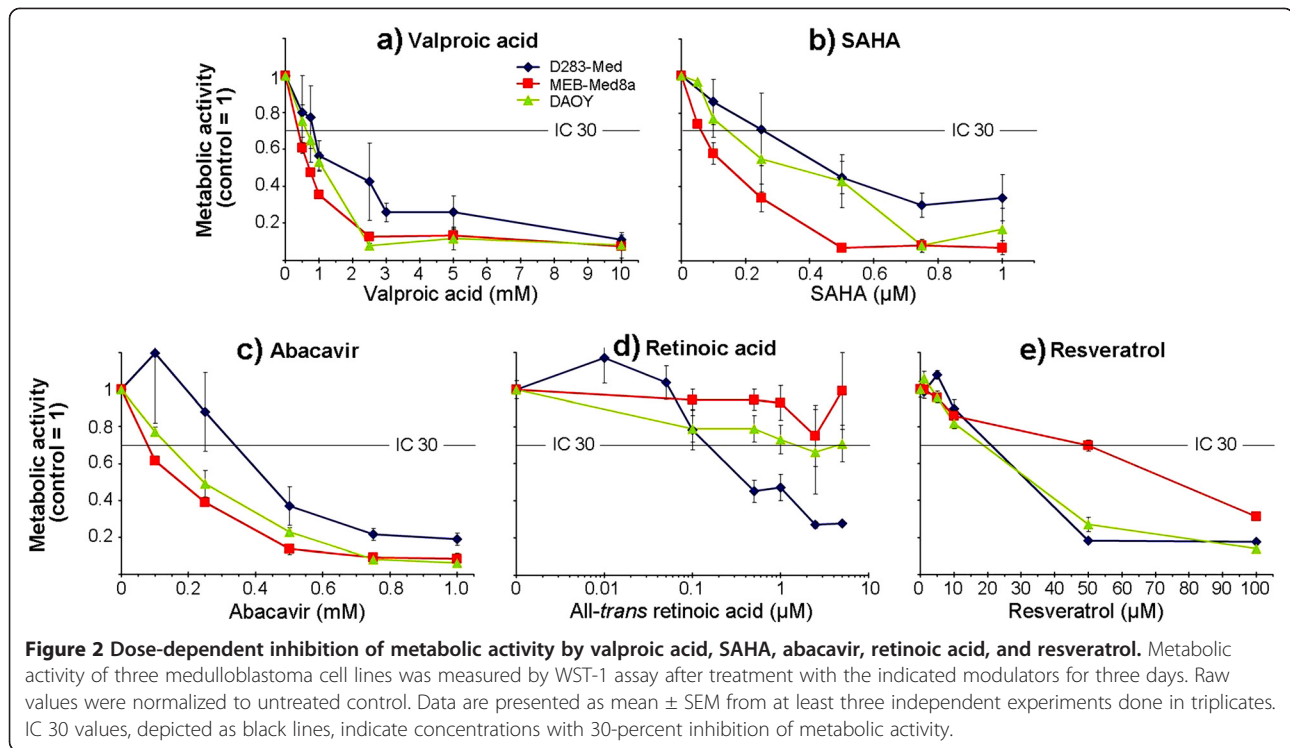 a) Valproic acid
D283-Med
MEB-Med8a
DAOY
Metabolic activity
(control = 1)
1
0.8
0.6
0.4
0.2
IC 30
0 1 2 3 4 5 6 7 8 9 10
Valproic acid (mM)
b) SAHA
IC 30
0 0.2 0.4 0.6 0.8 1
SAHA (µM)
c) Abacavir
Metabolic activity
(control = 1)
1
0.8
0.6
0.4
0.2
IC 30
0 0.2 0.4 0.6 0.8 1.0
Abacavir (mM)
d) Retinoic acid
IC 30
0 0.01 0.1 1 10
All-trans retinoic acid (µM)
e) Resveratrol
IC 30
0 10 20 30 40 50 60 70 80 90 100
Resveratrol (µM)
Figure 2 Dose-dependent inhibition of metabolic activity by valproic acid, SAHA, abacavir, retinoic acid, and resveratrol. Metabolic
activity of three medulloblastoma cell lines was measured by WST-1 assay after treatment with the indicated modulators for three days. Raw
values were normalized to untreated control. Data are presented as mean ± SEM from at least three independent experiments done in triplicates.
IC 30 values, depicted as black lines, indicate concentrations with 30-percent inhibition of metabolic activity.